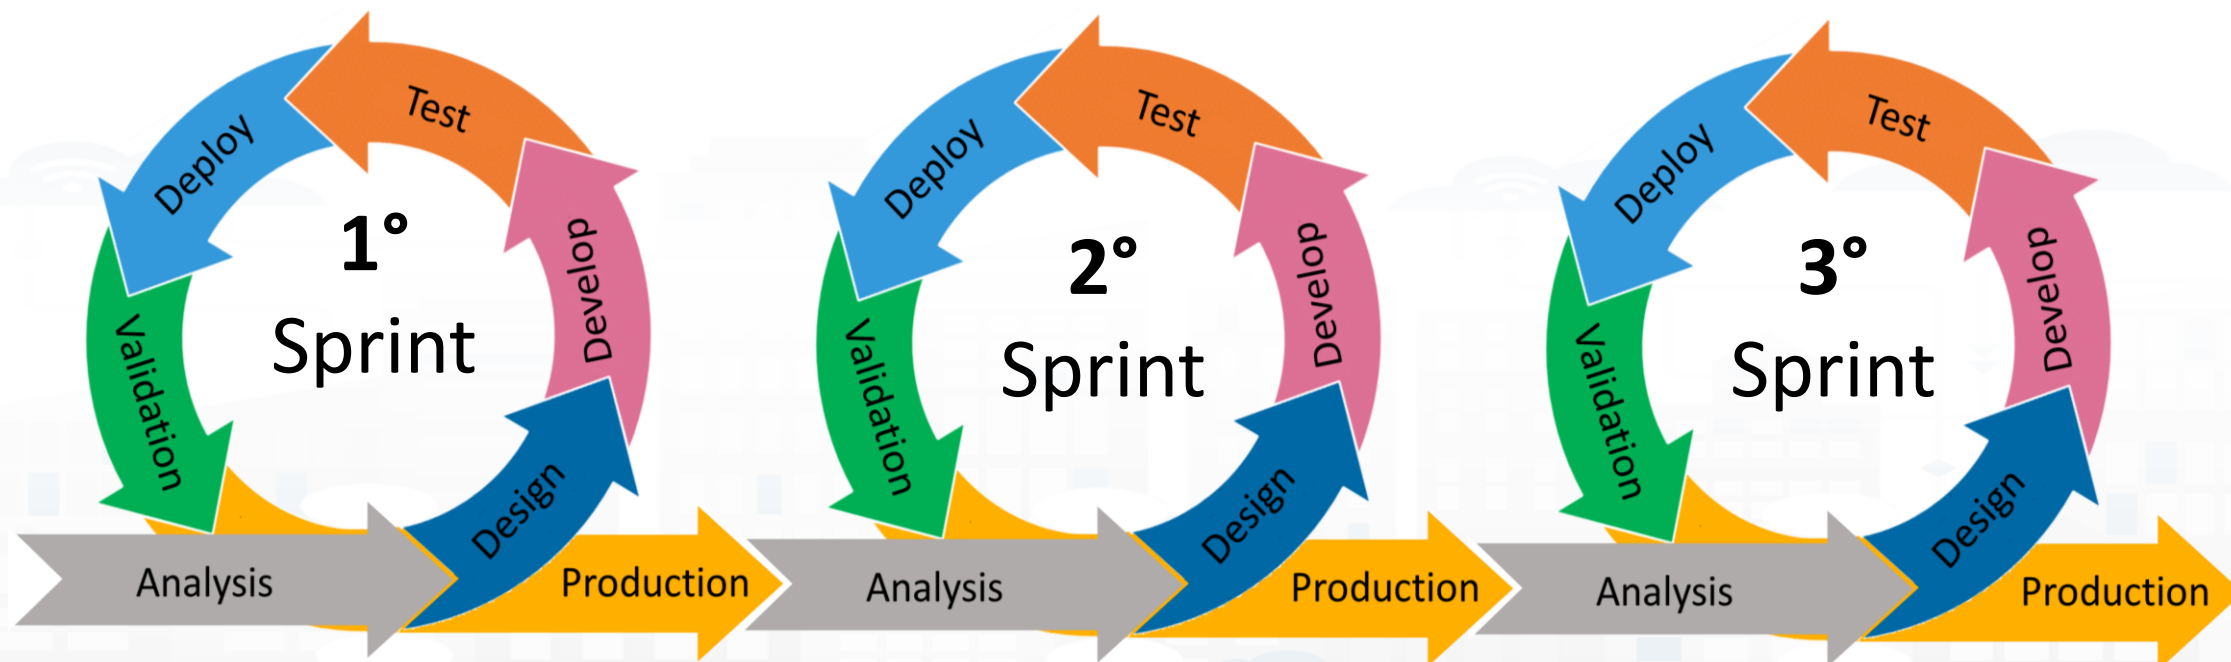 1°
Sprint
Analysis
Design
Develop
Test
Deploy
Validation
Production
2°
Sprint
Analysis
Design
Develop
Test
Deploy
Validation
Production
3°
Sprint
Analysis
Design
Develop
Test
Deploy
Validation
Production